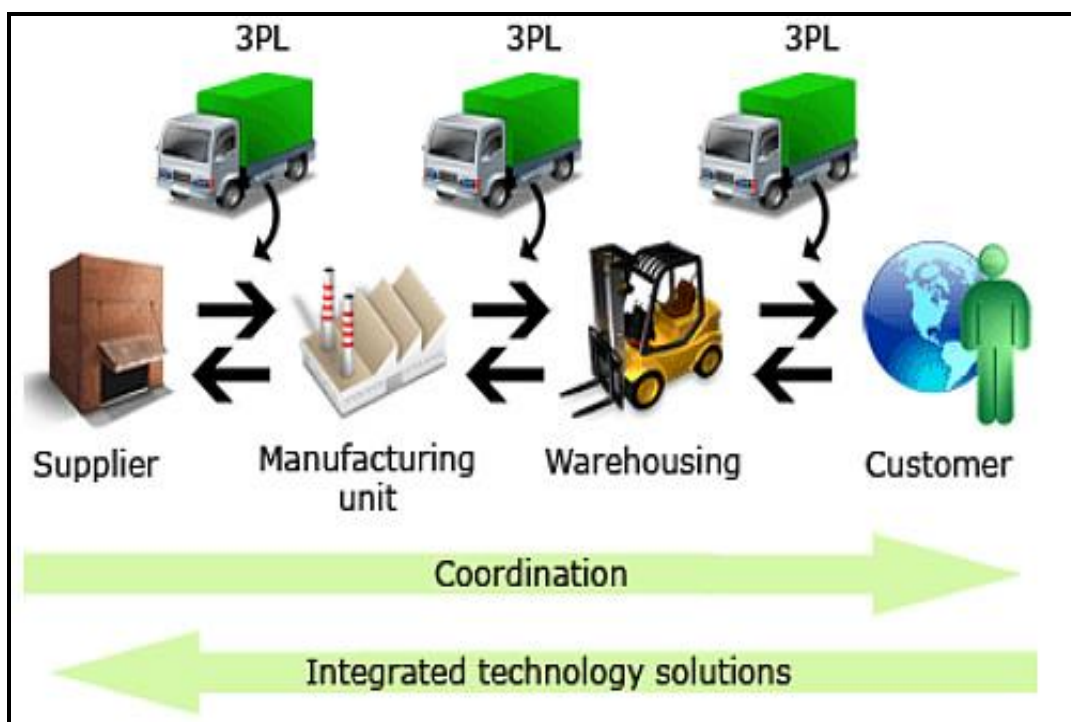 3PL 3PL 3PL
Supplier
Manufacturing
unit
Warehousing
Customer
Coordination
Integrated technology solutions